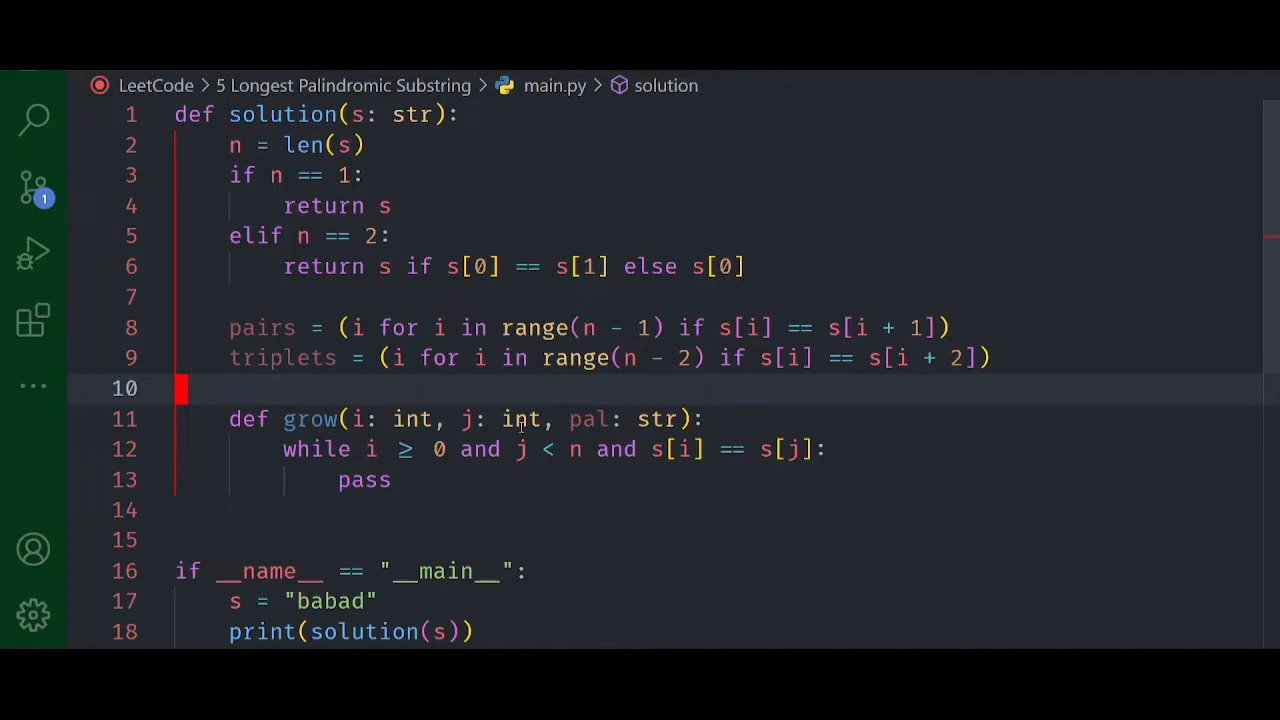 LeetCode > 5 Longest Palindromic Substring > main.py > solution
1 def solution(s: str):
2     n = len(s)
3     if n == 1:
4         return s
5     elif n == 2:
6         return s if s[0] == s[1] else s[0]
7
8     pairs = (i for i in range(n - 1) if s[i] == s[i + 1])
9     triplets = (i for i in range(n - 2) if s[i] == s[i + 2])
10
11     def grow(i: int, j: int, pal: str):
12         while i ≥ 0 and j < n and s[i] == s[j]:
13             pass
14
15
16 if __name__ == "__main__":
17     s = "babad"
18     print(solution(s))
1